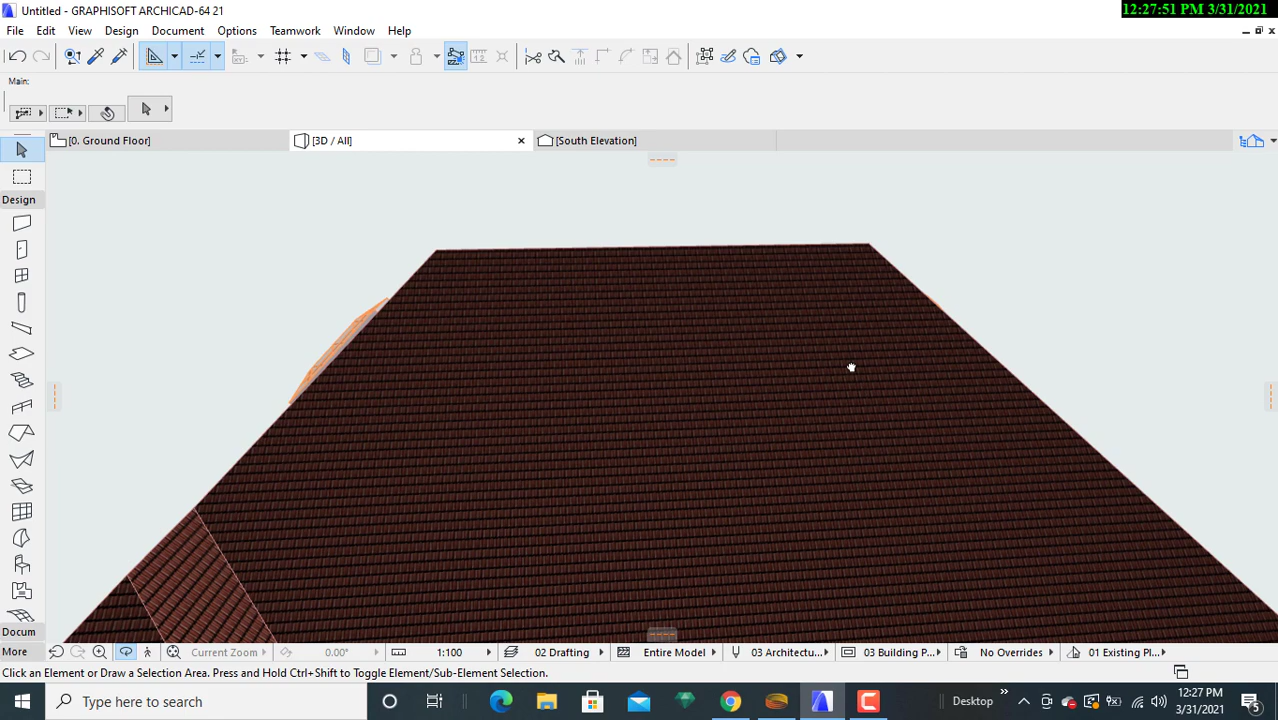 Untitled - GRAPHISOFT ARCHICAD-64 21
12:27:51 PM 3/31/2021
File Edit View Design Document Options Teamwork Window Help
Main:
[0. Ground Floor]
[3D / All]
[South Elevation]
Design
Docum
More
Current Zoom
0.00°
1:100
02 Drafting
Entire Model
03 Architectu...
03 Building P...
No Overrides
01 Existing Pl...
Click an Element or Draw a Selection Area. Press and Hold Ctrl+Shift to Toggle Element/Sub-Element Selection.
Type here to search
Desktop
12:27 PM
3/31/2021
5